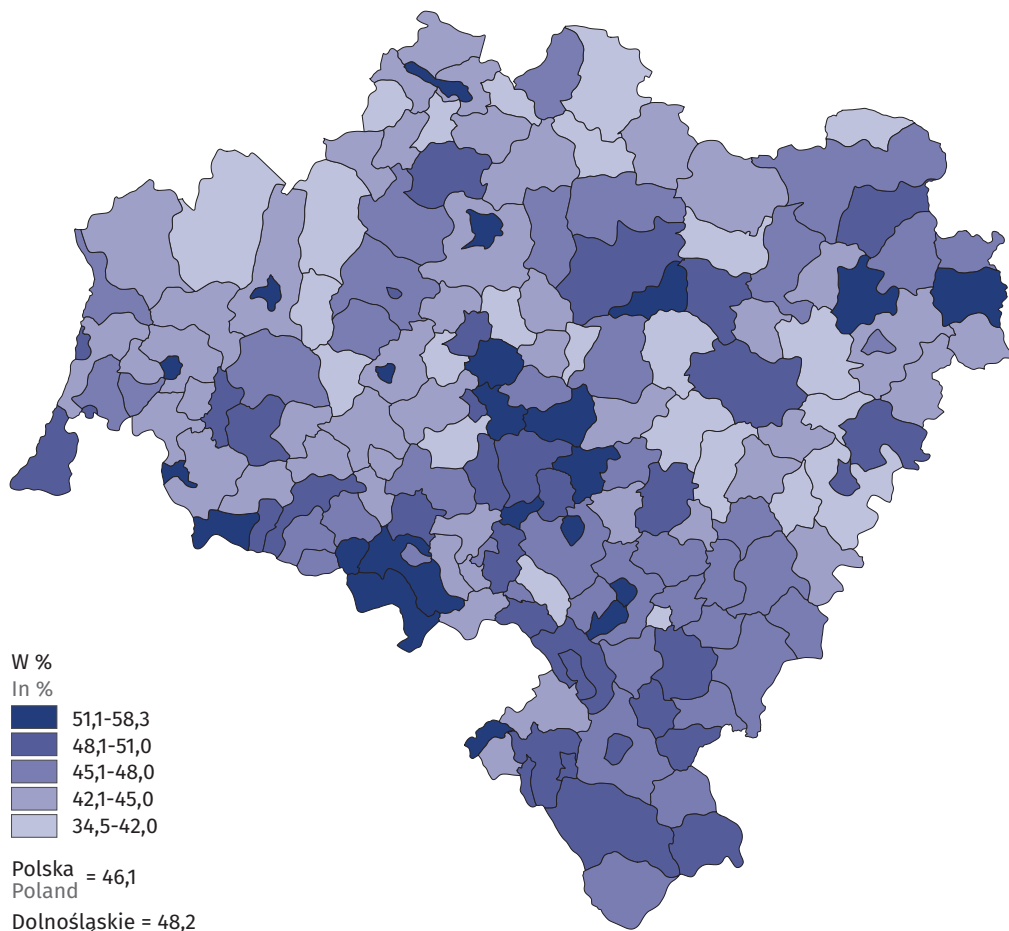 W %
In %
51,1-58,3
48,1-51,0
45,1-48,0
42,1-45,0
34,5-42,0
Polska = 46,1
Poland
Dolnośląskie = 48,2